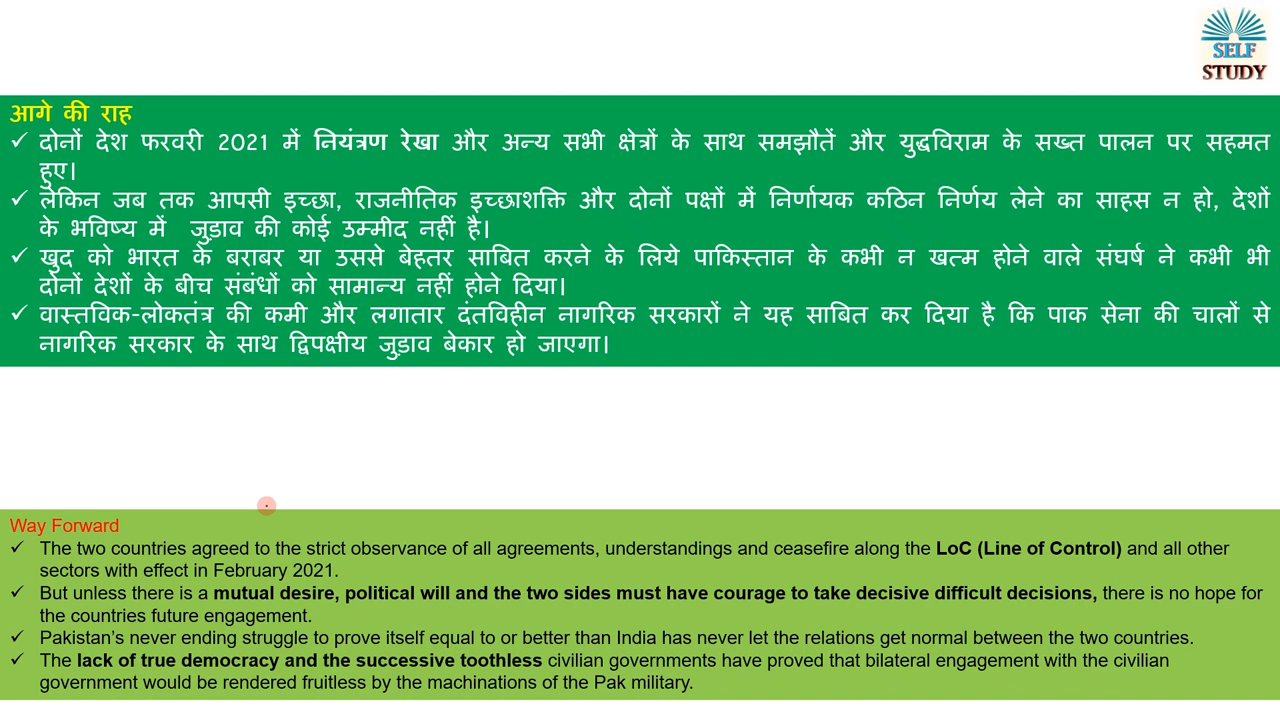 SELF
STUDY
आगे की राह
✓ दोनों देश फरवरी 2021 में नियंत्रण रेखा और अन्य सभी क्षेत्रों के साथ समझौतें और युद्धविराम के सख्त पालन पर सहमत
हुए।
✓ लेकिन जब तक आपसी इच्छा, राजनीतिक इच्छाशक्ति और दोनों पक्षों में निर्णायक कठिन निर्णय लेने का साहस न हो, देशों
के भविष्य में जुड़ाव की कोई उम्मीद नहीं है।
✓ खुद को भारत के बराबर या उससे बेहतर साबित करने के लिये पाकिस्तान के कभी न खत्म होने वाले संघर्ष ने कभी भी
दोनों देशों के बीच संबंधों को सामान्य नहीं होने दिया।
✓ वास्तविक-लोकतंत्र की कमी और लगातार दंतविहीन नागरिक सरकारों ने यह साबित कर दिया है कि पाक सेना की चालों से
नागरिक सरकार के साथ द्विपक्षीय जुड़ाव बेकार हो जाएगा।
Way Forward
✓ The two countries agreed to the strict observance of all agreements, understandings and ceasefire along the LoC (Line of Control) and all other
sectors with effect in February 2021.
✓ But unless there is a mutual desire, political will and the two sides must have courage to take decisive difficult decisions, there is no hope for
the countries future engagement.
✓ Pakistan's never ending struggle to prove itself equal to or better than India has never let the relations get normal between the two countries.
✓ The lack of true democracy and the successive toothless civilian governments have proved that bilateral engagement with the civilian
government would be rendered fruitless by the machinations of the Pak military.